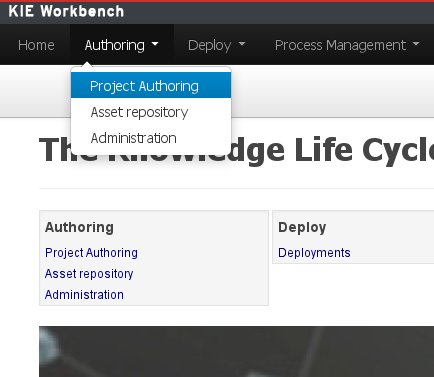 KIE Workbench
Home Authoring Deploy Process Management
Project Authoring
Asset repository
Administration
The Knowledge Life Cycle
Authoring Deploy
Project Authoring Deployments
Asset repository
Administration